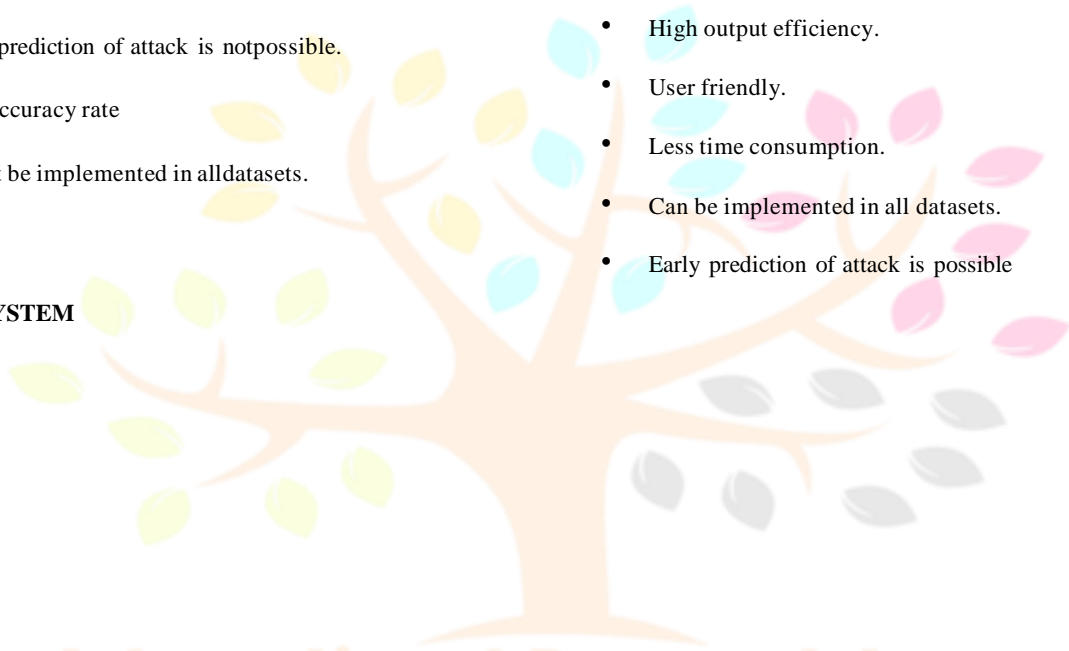 prediction of attack is notpossible.
accuracy rate
be implemented in alldatasets.
YSTEM
• High output efficiency.
• User friendly.
• Less time consumption.
• Can be implemented in all datasets.
• Early prediction of attack is possible